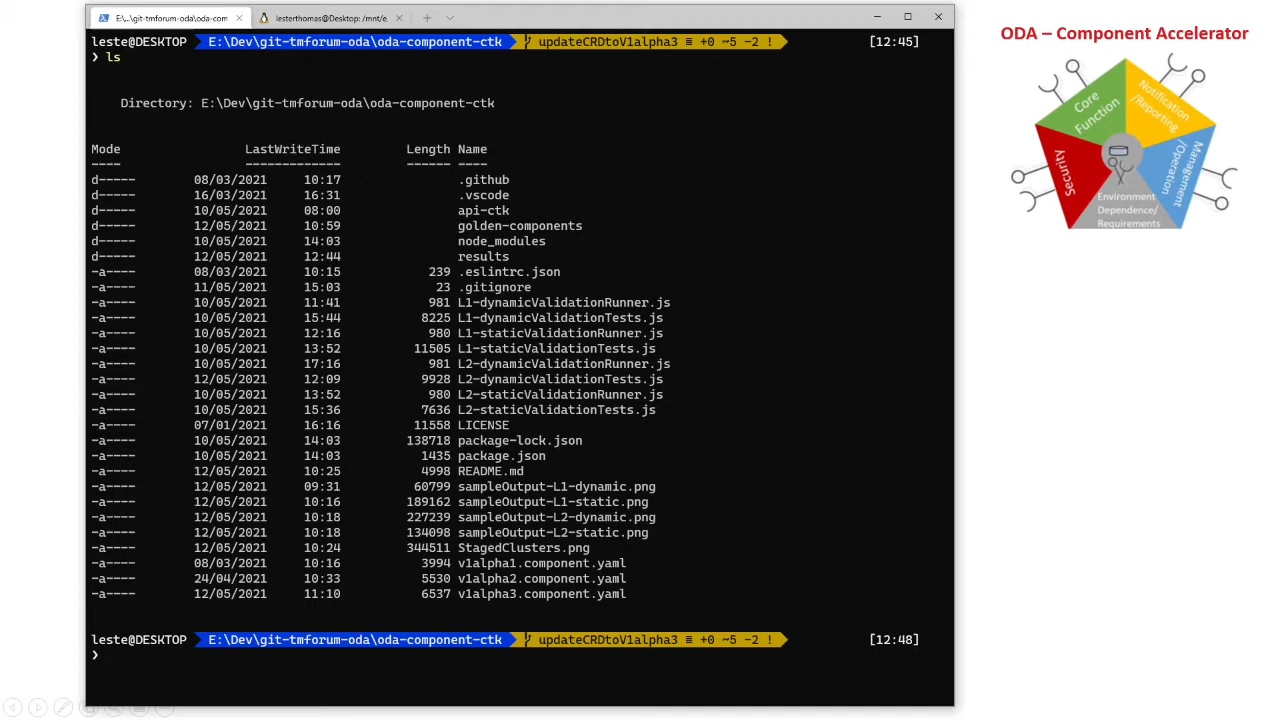 E:\...\git-tmforum-oda\oda-com
lesterthomas@Desktop: /mnt/e
leste@DESKTOP E:\Dev\git-tmforum-oda\oda-component-ctk updateCRDtoV1alpha3 ≡ +0 ~5 -2 ! [12:45]
❯ ls
Directory: E:\Dev\git-tmforum-oda\oda-component-ctk
Mode LastWriteTime Length Name
---- ------------- ------ ----
d----- 08/03/2021 10:17 .github
d----- 16/03/2021 16:31 .vscode
d----- 10/05/2021 08:00 api-ctk
d----- 12/05/2021 10:59 golden-components
d----- 10/05/2021 14:03 node_modules
d----- 12/05/2021 12:44 results
-a---- 08/03/2021 10:15 239 .eslintrc.json
-a---- 11/05/2021 15:03 23 .gitignore
-a---- 10/05/2021 11:41 981 L1-dynamicValidationRunner.js
-a---- 10/05/2021 15:44 8225 L1-dynamicValidationTests.js
-a---- 10/05/2021 12:16 980 L1-staticValidationRunner.js
-a---- 10/05/2021 13:52 11505 L1-staticValidationTests.js
-a---- 10/05/2021 17:16 981 L2-dynamicValidationRunner.js
-a---- 12/05/2021 12:09 9928 L2-dynamicValidationTests.js
-a---- 10/05/2021 13:52 980 L2-staticValidationRunner.js
-a---- 10/05/2021 15:36 7636 L2-staticValidationTests.js
-a---- 07/01/2021 16:16 11558 LICENSE
-a---- 10/05/2021 14:03 138718 package-lock.json
-a---- 10/05/2021 14:03 1435 package.json
-a---- 12/05/2021 10:25 4998 README.md
-a---- 12/05/2021 09:31 60799 sampleOutput-L1-dynamic.png
-a---- 12/05/2021 10:16 189162 sampleOutput-L1-static.png
-a---- 12/05/2021 10:18 227239 sampleOutput-L2-dynamic.png
-a---- 12/05/2021 10:18 134098 sampleOutput-L2-static.png
-a---- 12/05/2021 10:24 344511 StagedClusters.png
-a---- 08/03/2021 10:16 3994 v1alpha1.component.yaml
-a---- 24/04/2021 10:33 5530 v1alpha2.component.yaml
-a---- 12/05/2021 11:10 6537 v1alpha3.component.yaml
leste@DESKTOP E:\Dev\git-tmforum-oda\oda-component-ctk updateCRDtoV1alpha3 ≡ +0 ~5 -2 ! [12:48]
❯
ODA – Component Accelerator
Core
Function
Notification
/Reporting
Security
Management
/Operation
Environment
Dependence/
Requirements